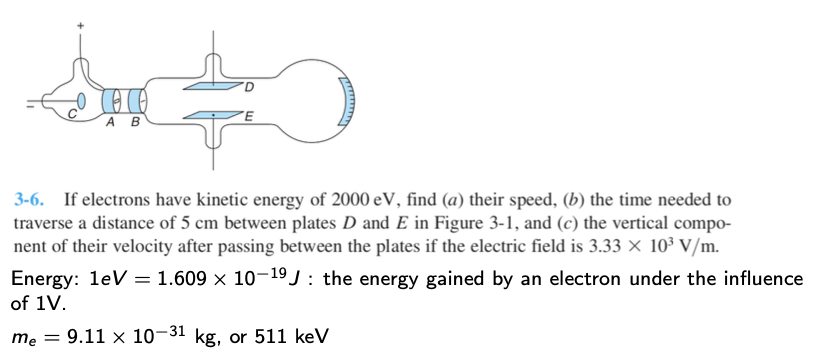 +
D
−
C
E
A B
3-6. If electrons have kinetic energy of 2000 eV, find (a) their speed, (b) the time needed to
traverse a distance of 5 cm between plates D and E in Figure 3-1, and (c) the vertical compo-
nent of their velocity after passing between the plates if the electric field is 3.33 × 10³ V/m.
Energy: 1eV = 1.609 × 10⁻¹⁹J : the energy gained by an electron under the influence
of 1V.
mₑ = 9.11 × 10⁻³¹ kg, or 511 keV